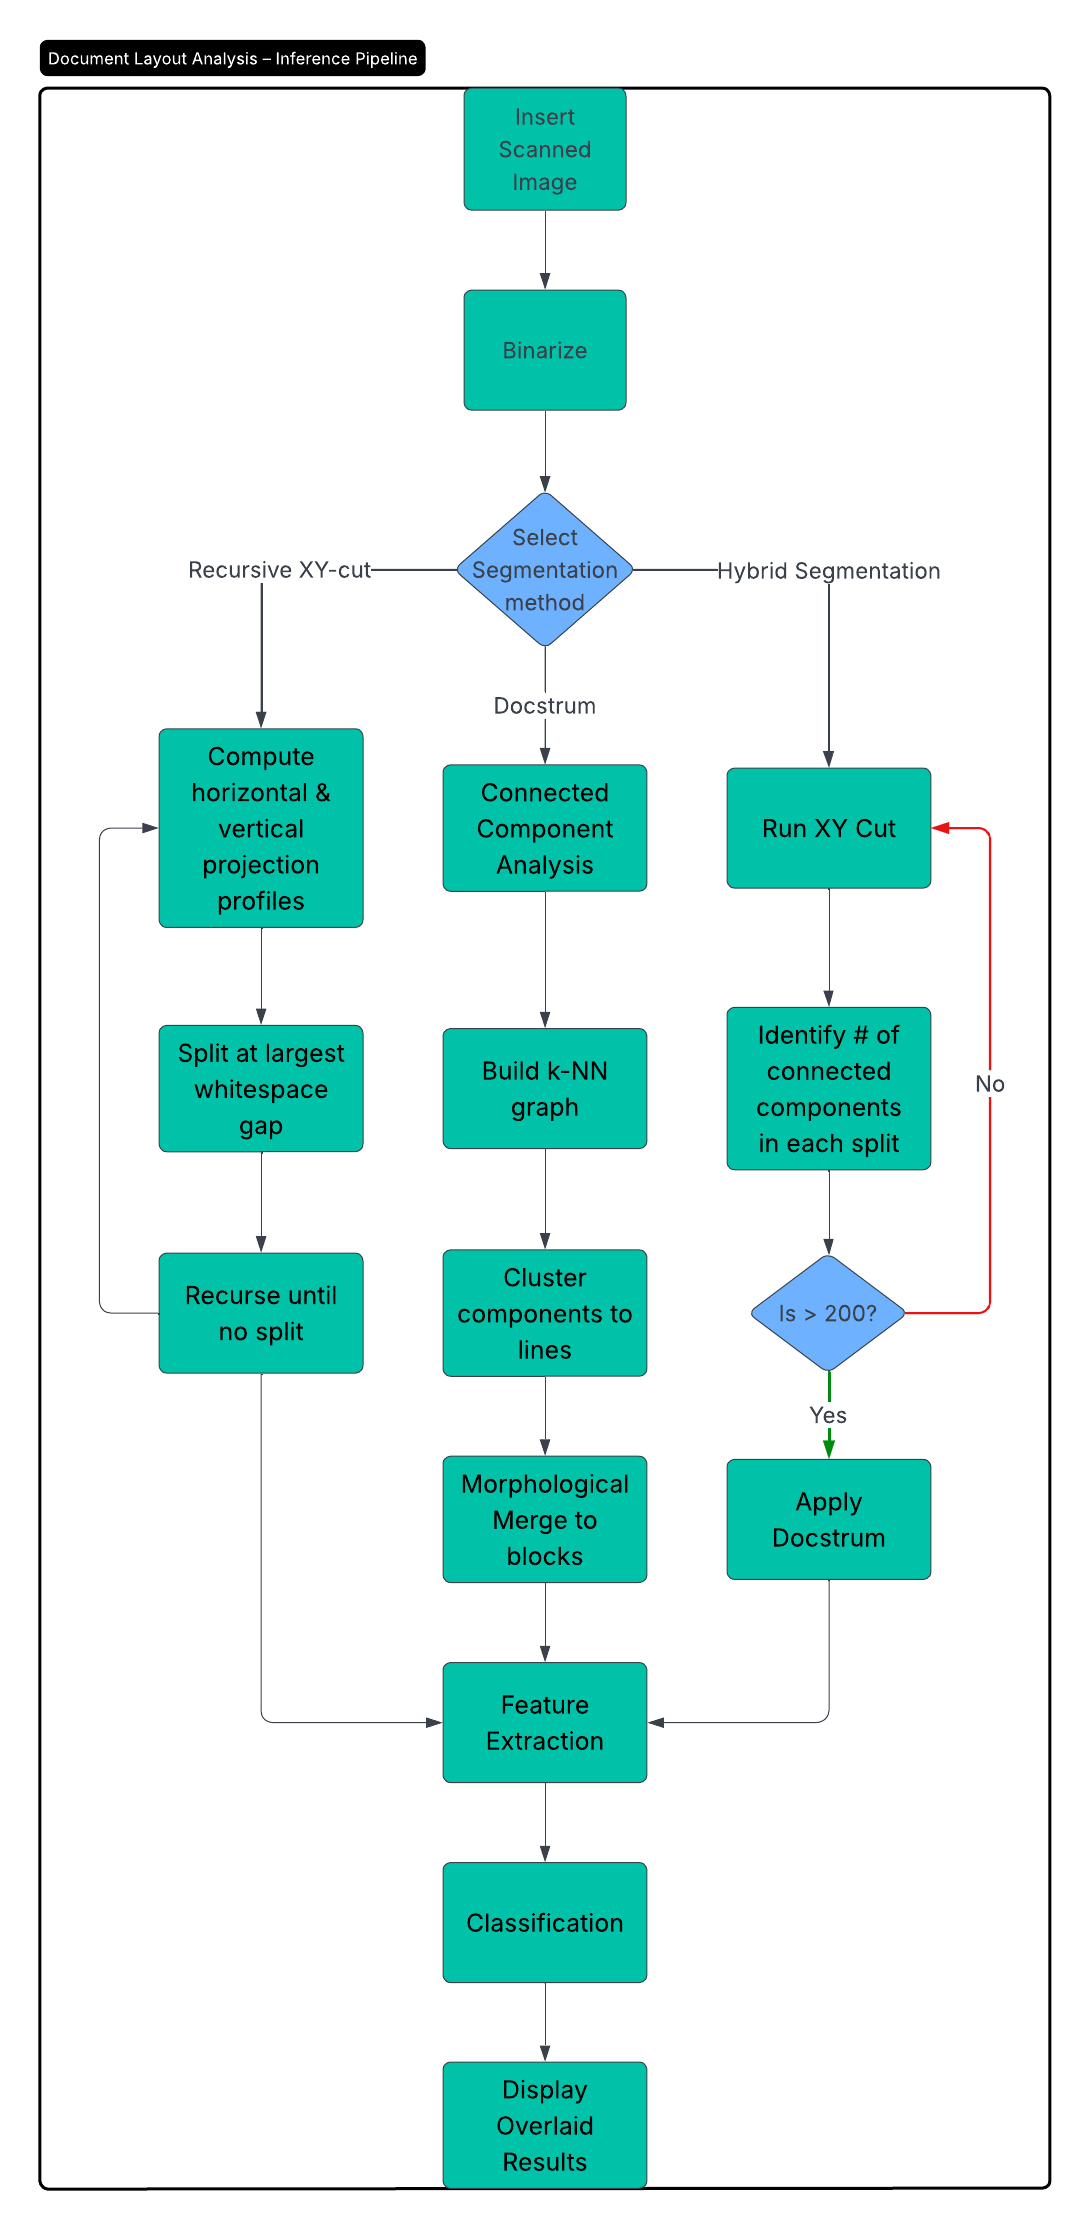 Document Layout Analysis – Inference Pipeline
Insert
Scanned
Image
Binarize
Select
Segmentation
method
Recursive XY-cut
Docstrum
Hybrid Segmentation
Compute
horizontal &
vertical
projection
profiles
Split at largest
whitespace
gap
Recurse until
no split
Connected
Component
Analysis
Build k-NN
graph
Cluster
components to
lines
Morphological
Merge to
blocks
Run XY Cut
Identify # of
connected
components
in each split
Is > 200?
No
Yes
Apply
Docstrum
Feature
Extraction
Classification
Display
Overlaid
Results